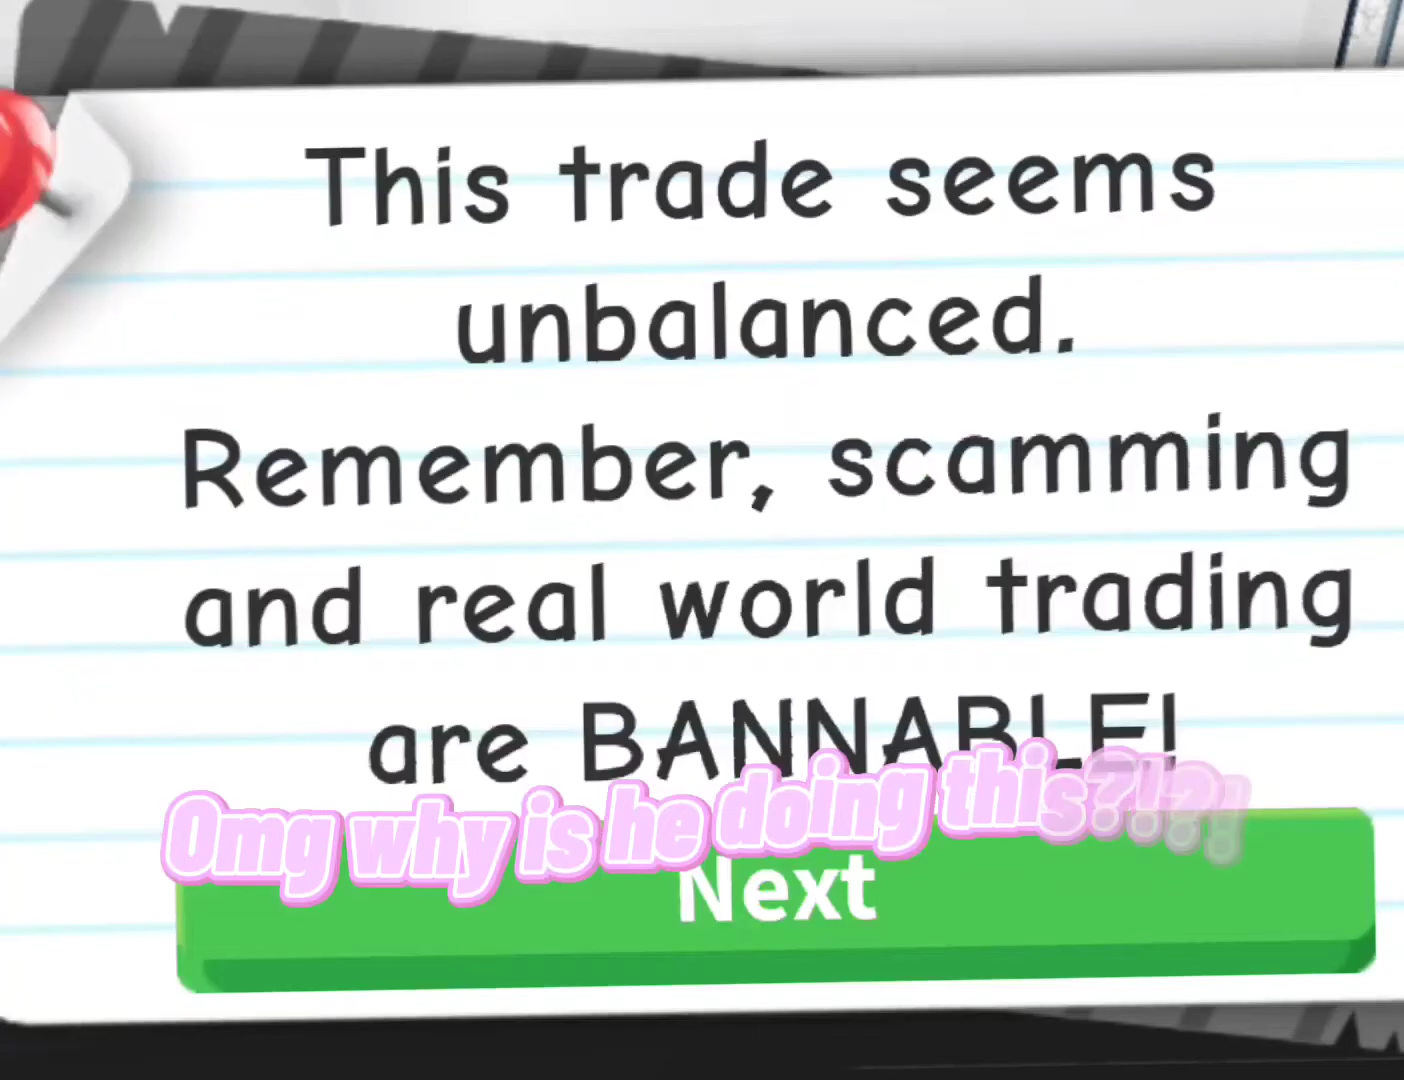 This trade seems
unbalanced.
Remember, scamming
and real world trading
are BANNABLE!
Omg why is he doing this?!?!
Next